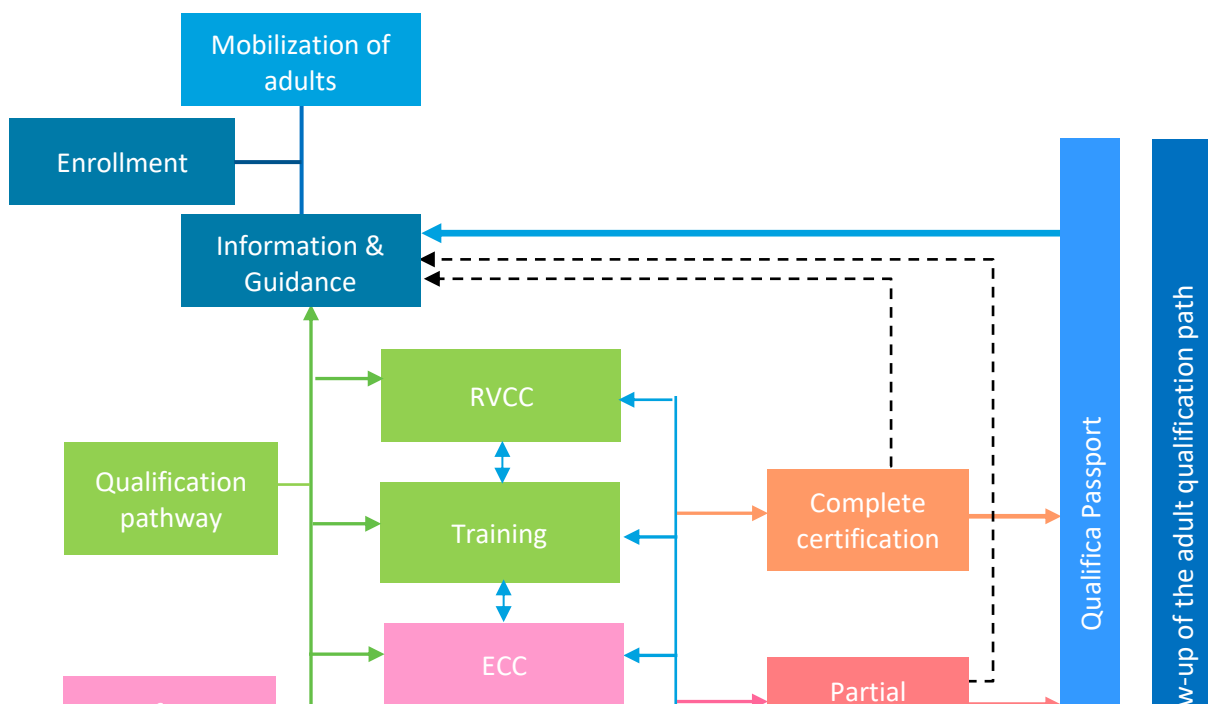 Mobilization of
adults
Enrollment
Information &
Guidance
RVCC
Qualification
pathway
Training
Complete
certification
ECC
Partial
Qualifica Passport
w-up of the adult qualification path